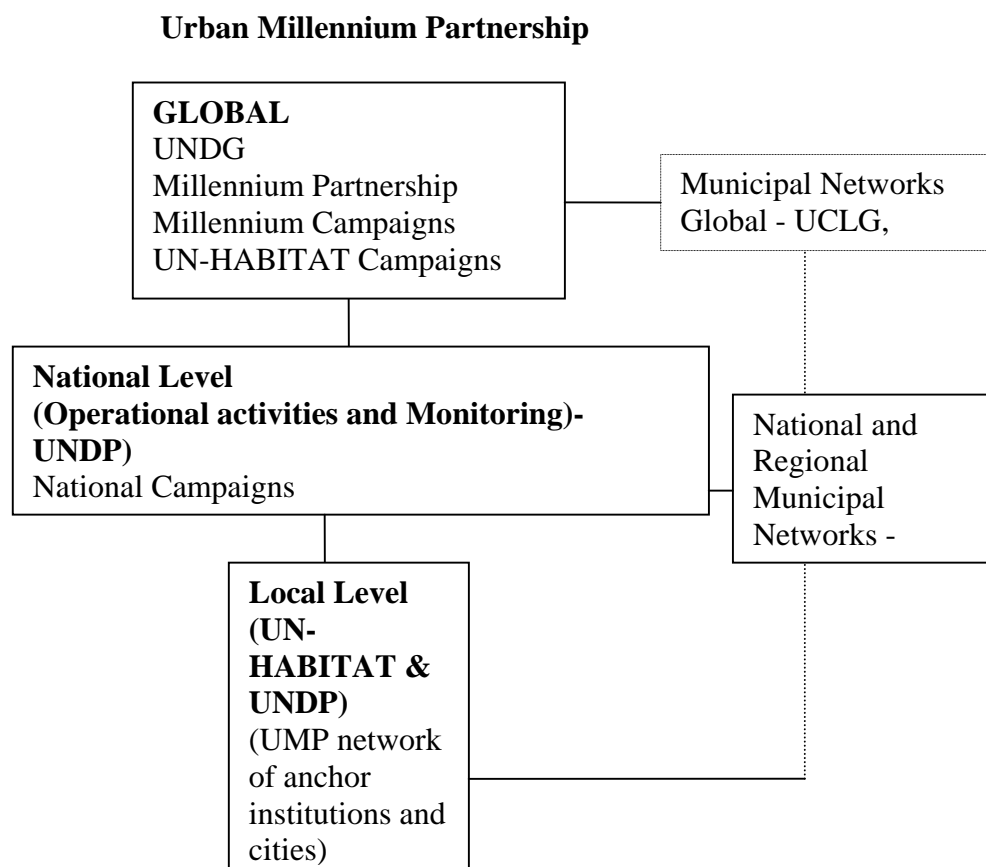 Urban Millennium Partnership
GLOBAL
UNDG
Millennium Partnership
Millennium Campaigns
UN-HABITAT Campaigns
Municipal Networks
Global - UCLG,
National Level
(Operational activities and Monitoring)-
UNDP)
National Campaigns
National and
Regional
Municipal
Networks -
Local Level
(UN-
HABITAT &
UNDP)
(UMP network
of anchor
institutions and
cities)